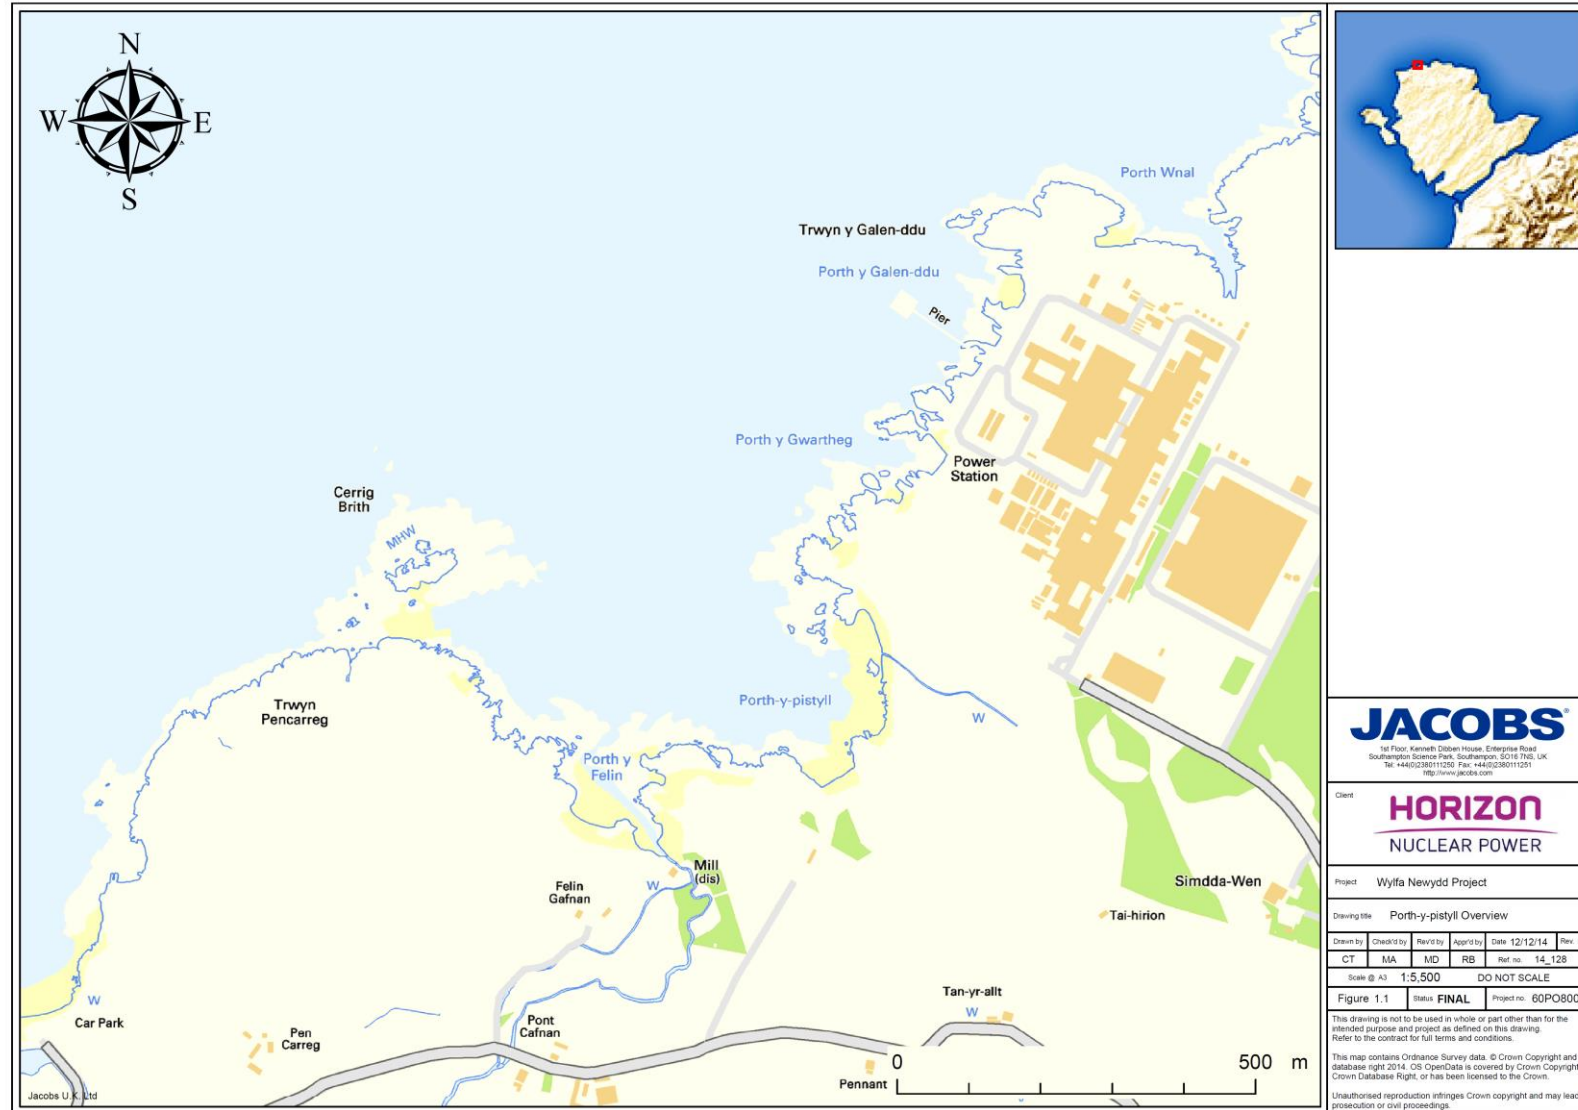 N
W
E
S
Porth Wnal
Trwyn y Galen-ddu
Porth y Galen-ddu
Pier
Porth y Gwartheg
Power
Station
Cerrig
Brith
MHW
Trwyn
Pencarreg
Porth-y-pistyll
W
Porth y
Felin
Mill
(dis)
W
Felin
Gafnan
Simdda-Wen
Tai-hirion
W
Car Park
Tan-yr-allt
W
Pen
Carreg
Pont
Cafnan
Pennant
0
500 m
Jacobs U.K. Ltd
JACOBS®
1st Floor, Kenneth Dibben House, Enterprise Road
Southampton Science Park, Southampton, SO16 7NS, UK
Tel: +44(0)2380111250 Fax: +44(0)2380111251
http://www.jacobs.com
Client
HORIZON
NUCLEAR POWER
Project Wylfa Newydd Project
Drawing title Porth-y-pistyll Overview
Drawn by Check'd by Rev'd by Appr'd by Date 12/12/14 Rev.
CT MA MD RB Ref. no. 14_128
Scale @ A3 1:5,500 DO NOT SCALE
Figure 1.1 Status FINAL Project no. 60PO800
This drawing is not to be used in whole or part other than for the
intended purpose and project as defined on this drawing.
Refer to the contract for full terms and conditions.
This map contains Ordnance Survey data. © Crown Copyright and
database right 2014. OS OpenData is covered by Crown Copyright
Crown Database Right, or has been licensed to the Crown.
Unauthorised reproduction infringes Crown copyright and may lead
prosecution or civil proceedings.